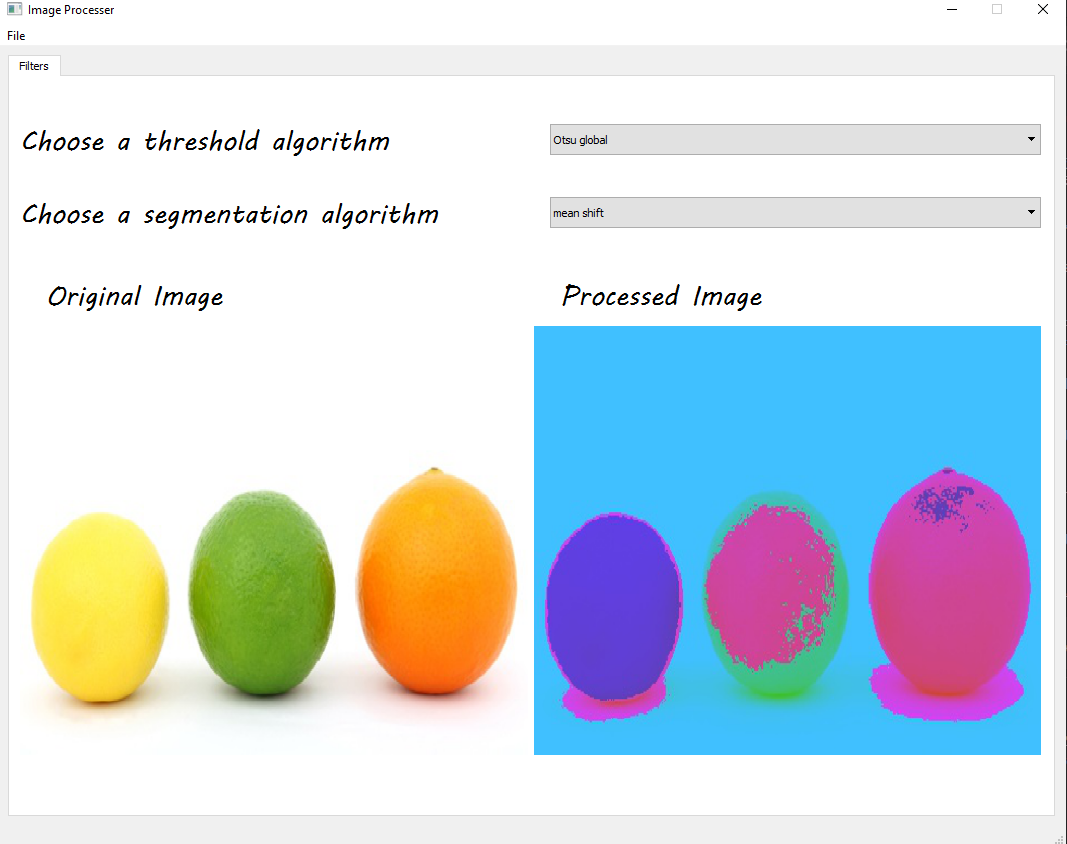 Image Processer
File
Filters
Choose a threshold algorithm
Otsu global
Choose a segmentation algorithm
mean shift
Original Image
Processed Image